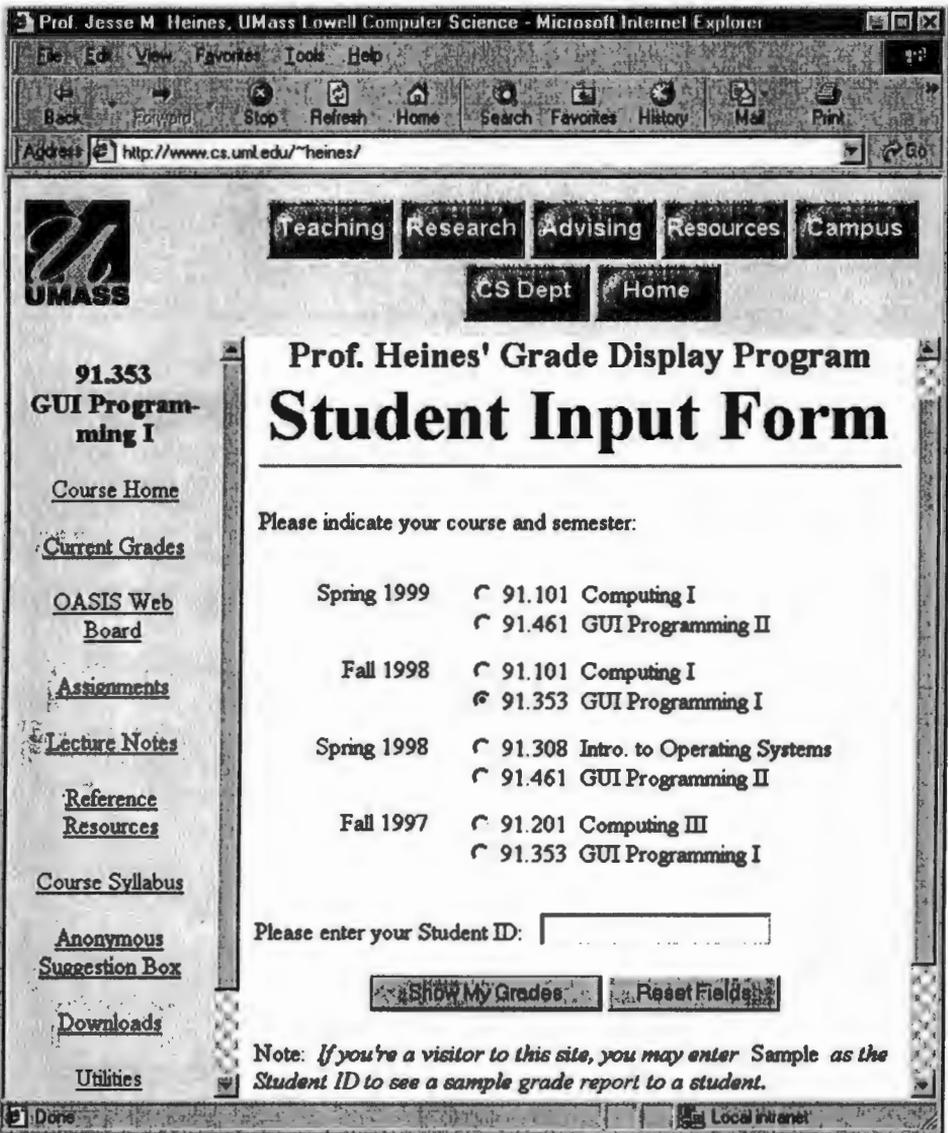 Prof. Jesse M. Heines, UMass Lowell Computer Science - Microsoft Internet Explorer
File Edit View Favorites Tools Help
Back Forward Stop Refresh Home Search Favorites History Mail Print
Address http://www.cs.uml.edu/~heines/ Go
UMASS
Teaching Research Advising Resources Campus
CS Dept Home
91.353
GUI Program-
ming I
Course Home
Current Grades
OASIS Web
Board
Assignments
Lecture Notes
Reference
Resources
Course Syllabus
Anonymous
Suggestion Box
Downloads
Utilities
Prof. Heines' Grade Display Program
Student Input Form
Please indicate your course and semester:
Spring 1999 91.101 Computing I
91.461 GUI Programming II
Fall 1998 91.101 Computing I
91.353 GUI Programming I
Spring 1998 91.308 Intro. to Operating Systems
91.461 GUI Programming II
Fall 1997 91.201 Computing III
91.353 GUI Programming I
Please enter your Student ID:
Show My Grades Reset Fields
Note: If you're a visitor to this site, you may enter Sample as the
Student ID to see a sample grade report to a student.
Done Local intranet